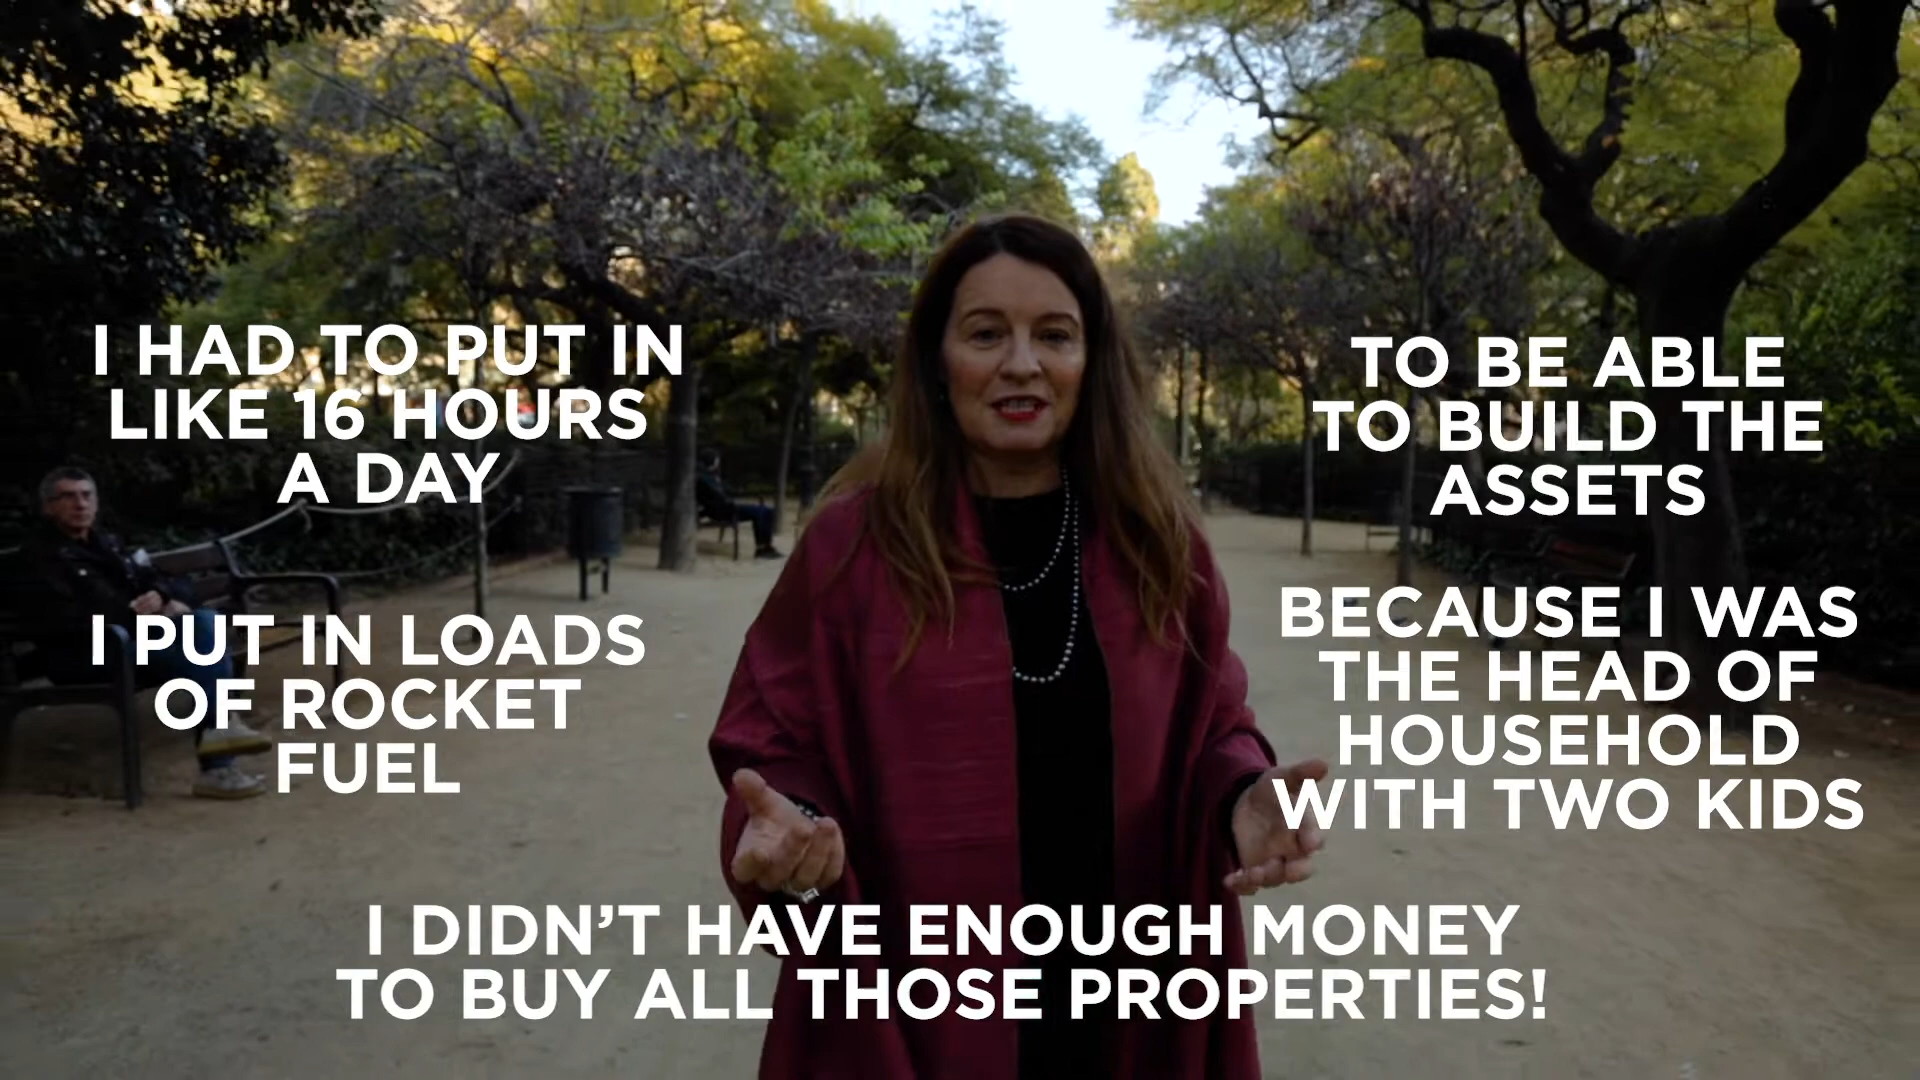 I HAD TO PUT IN
LIKE 16 HOURS
A DAY
I PUT IN LOADS
OF ROCKET
FUEL
TO BE ABLE
TO BUILD THE
ASSETS
BECAUSE I WAS
THE HEAD OF
HOUSEHOLD
WITH TWO KIDS
I DIDN’T HAVE ENOUGH MONEY
TO BUY ALL THOSE PROPERTIES!